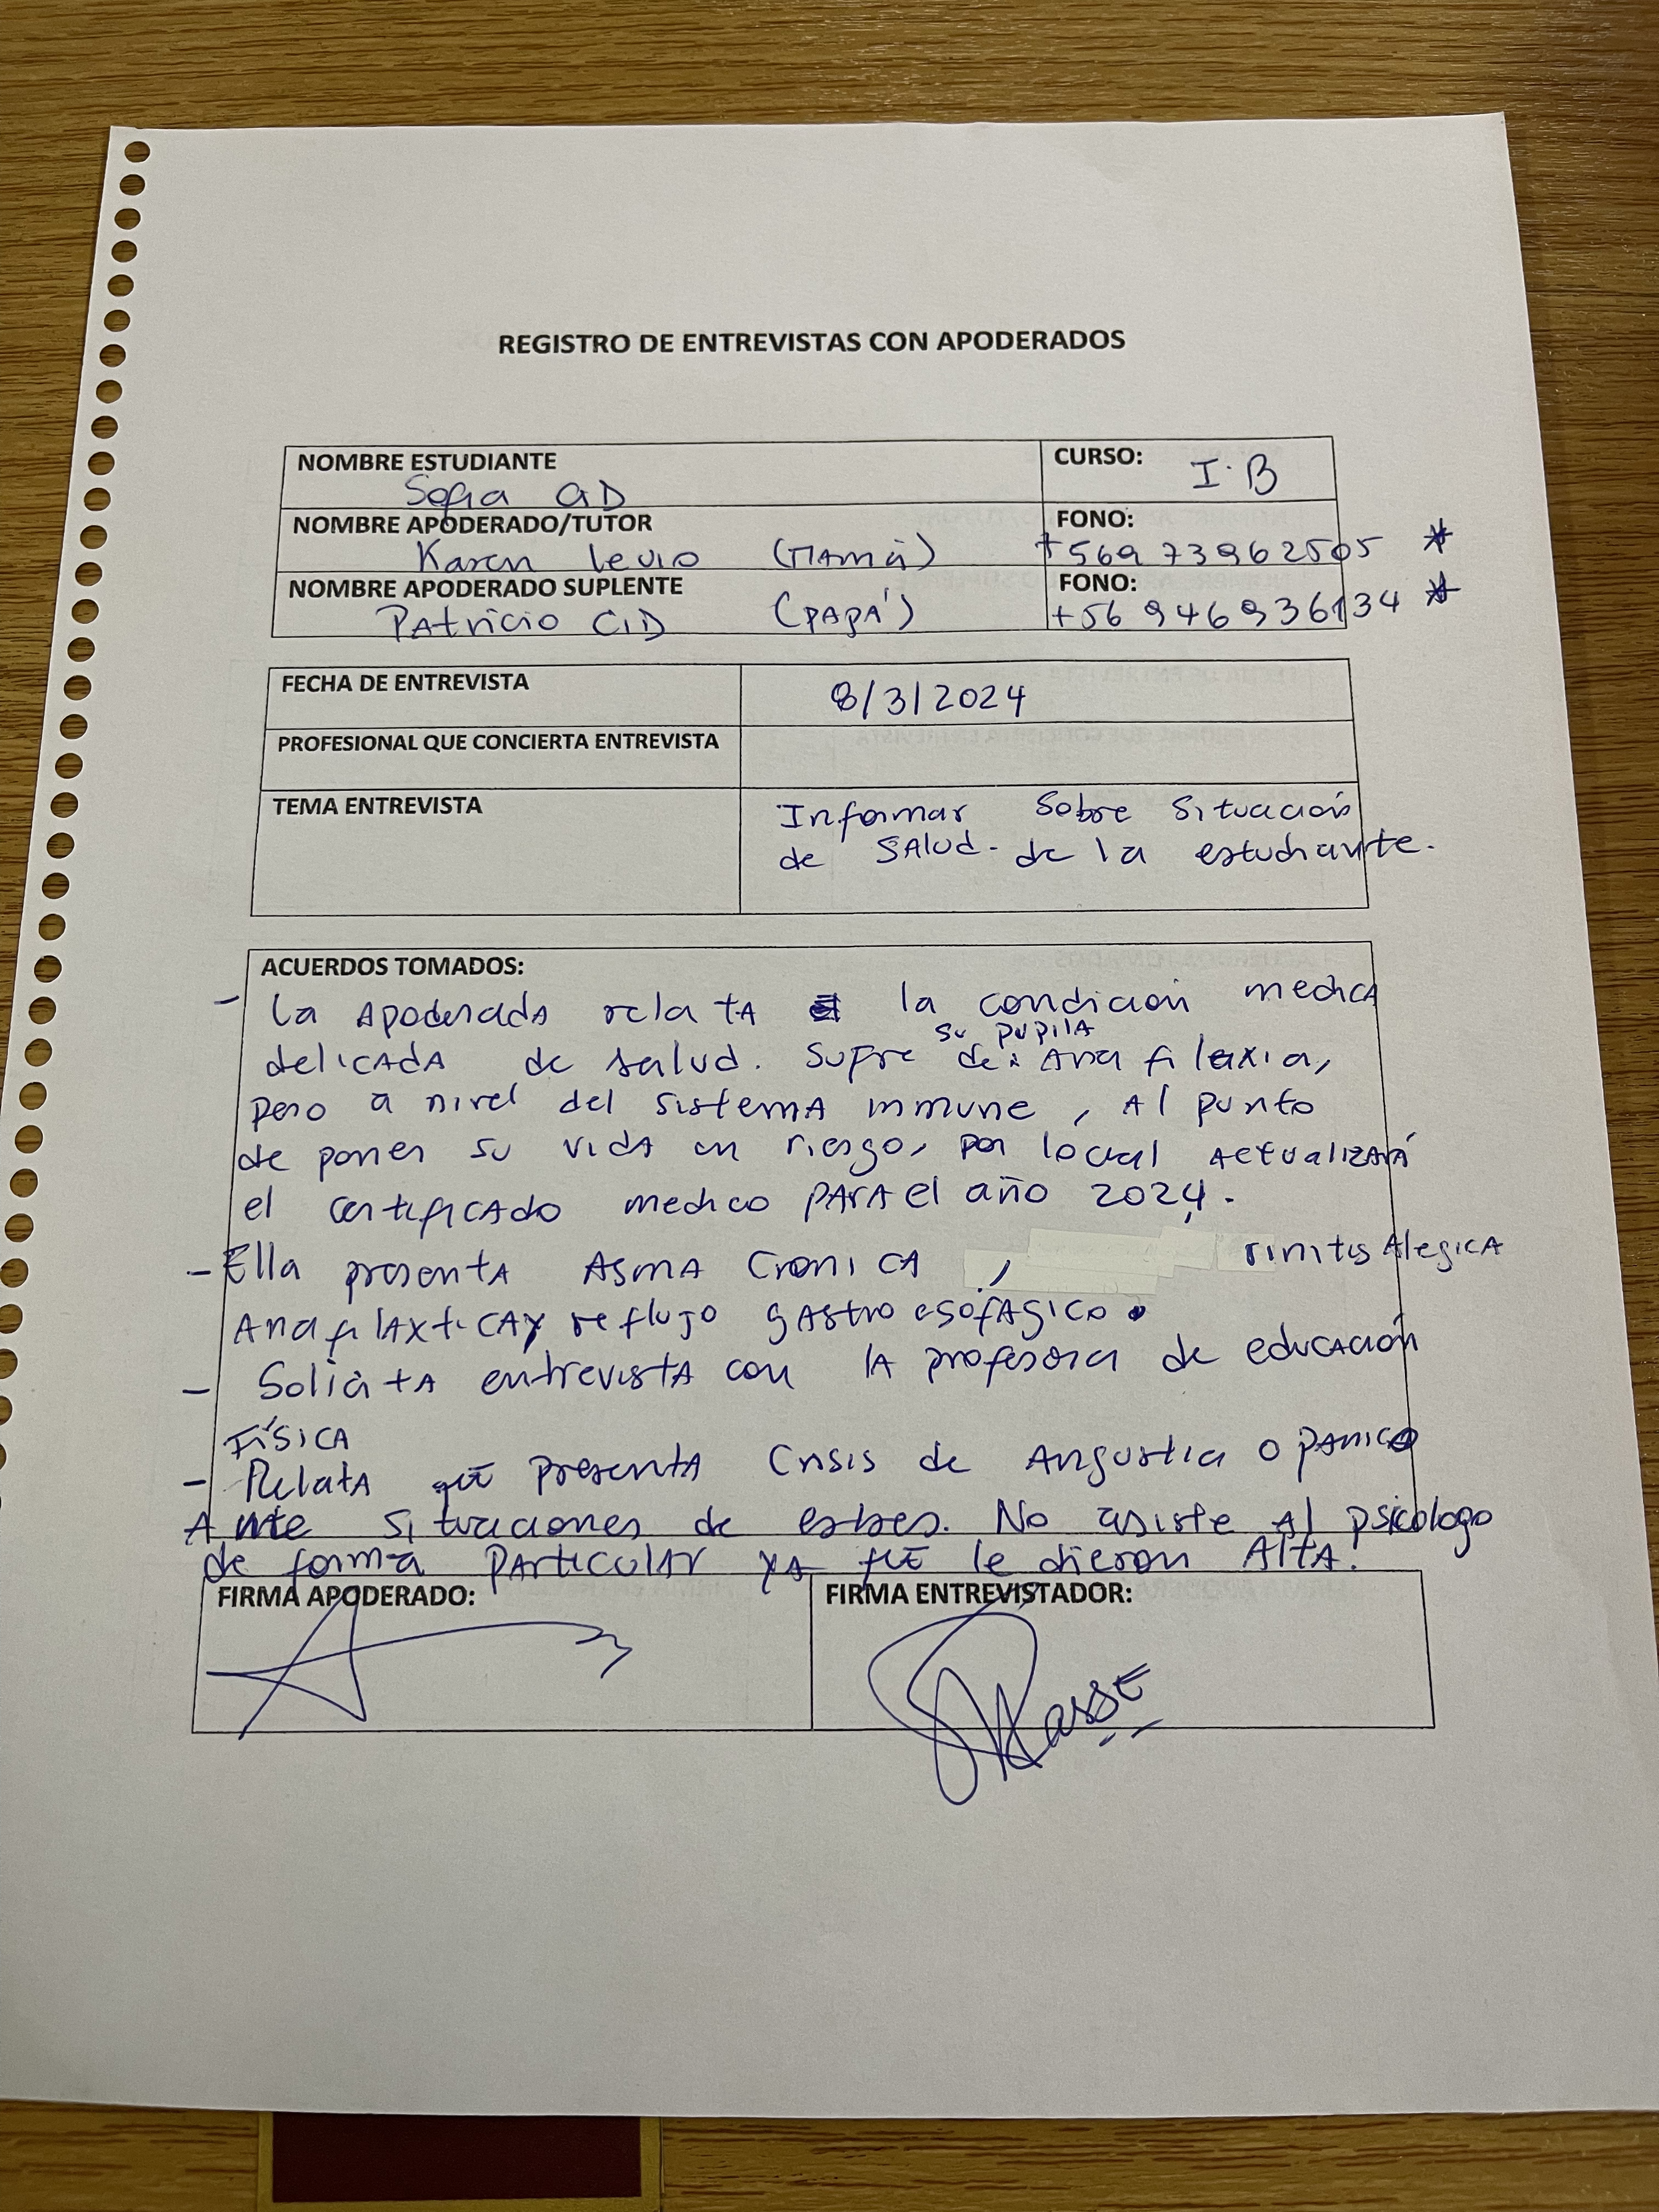 REGISTRO DE ENTREVISTAS CON APODERADOS
NOMBRE ESTUDIANTE
Sofia CID
CURSO: I·B
NOMBRE APODERADO/TUTOR
Karen Levio (MAMÁ)
FONO:
+569 73962505 *
NOMBRE APODERADO SUPLENTE
PAtricio CID (PAPÁ)
FONO:
+56 946936134 *
FECHA DE ENTREVISTA 8/3/2024
PROFESIONAL QUE CONCIERTA ENTREVISTA
TEMA ENTREVISTA
Informar Sobre Situación
de SAlud. de la estudiante.
ACUERDOS TOMADOS:
- La Apoderada relata la condición medica
su pupila
delicada de salud. Sufre de: Anafilaxia,
pero a nivel del sistema inmune, al punto
de poner su vida en riesgo, por lo cual actualizará
el certificado medico para el año 2024.
- Ella presenta Asma Cronica , rinitis Alegica
Anafilaxtica y reflujo gastro esofagico.
- Solicita entrevista con la profesora de educación
Física
- Relata que presenta Crisis de Angustia o panico
Ante situaciones de estres. No asiste al psicologo
de forma Particular ya que le dieron Alta.
FIRMA APODERADO:
FIRMA ENTREVISTADOR: